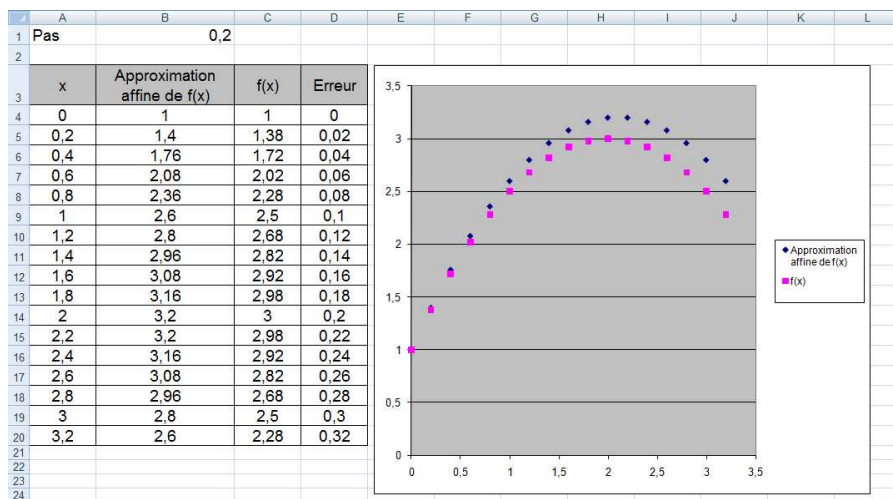 A B C D E F G H I J K L
1 Pas 0,2
2
3 x Approximation affine de f(x) f(x) Erreur
4 0 1 1 0
5 0,2 1,4 1,38 0,02
6 0,4 1,76 1,72 0,04
7 0,6 2,08 2,02 0,06
8 0,8 2,36 2,28 0,08
9 1 2,6 2,5 0,1
10 1,2 2,8 2,68 0,12
11 1,4 2,96 2,82 0,14
12 1,6 3,08 2,92 0,16
13 1,8 3,16 2,98 0,18
14 2 3,2 3 0,2
15 2,2 3,2 2,98 0,22
16 2,4 3,16 2,92 0,24
17 2,6 3,08 2,82 0,26
18 2,8 2,96 2,68 0,28
19 3 2,8 2,5 0,3
20 3,2 2,6 2,28 0,32
21
22
23
24
3,5
3
2,5
2
1,5
1
0,5
0
0 0,5 1 1,5 2 2,5 3 3,5
Approximation
affine de f(x)
f(x)